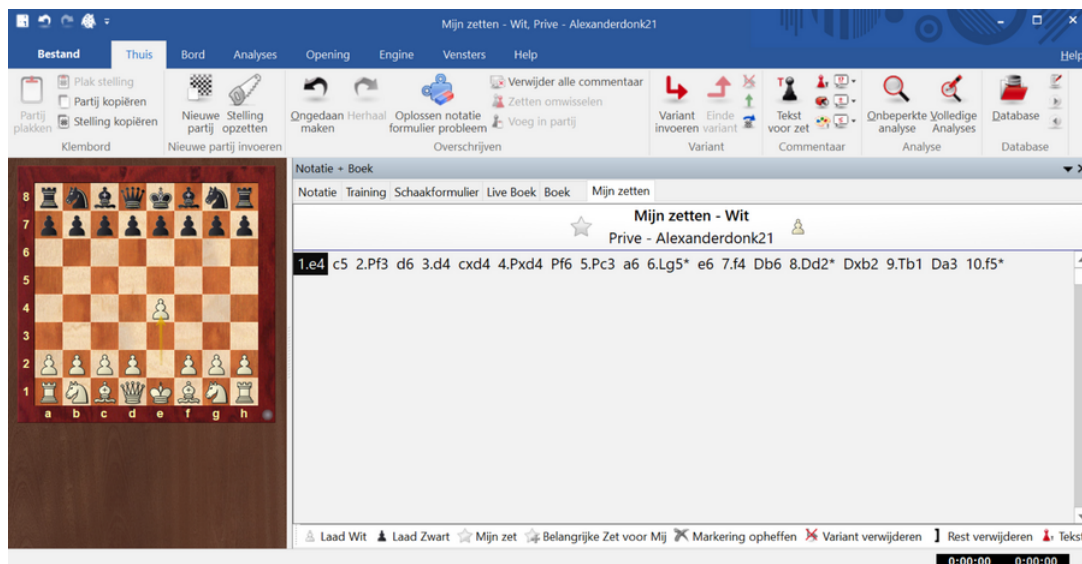 Mijn zetten - Wit, Prive - Alexanderdonk21
Bestand Thuis Bord Analyses Opening Engine Vensters Help Help
Partij plakken
Plak stelling
Partij kopiëren
Stelling kopiëren
Klembord
Nieuwe partij
Stelling opzetten
Nieuwe partij invoeren
Ongedaan maken
Herhaal
Oplossen notatie formulier probleem
Verwijder alle commentaar
Zetten omwisselen
Voeg in partij
Overschrijven
Variant invoeren
Einde variant
Variant
Tekst voor zet
Commentaar
Onbeperkte analyse
Volledige Analyses
Analyse
Database
Database
Notatie + Boek
Notatie Training Schaakformulier Live Boek Boek Mijn zetten
Mijn zetten - Wit
Prive - Alexanderdonk21
1.e4 c5 2.Pf3 d6 3.d4 cxd4 4.Pxd4 Pf6 5.Pc3 a6 6.Lg5* e6 7.f4 Db6 8.Dd2* Dxb2 9.Tb1 Da3 10.f5*
8
7
6
5
4
3
2
1
a b c d e f g h
Laad Wit Laad Zwart Mijn zet Belangrijke Zet voor Mij Markering opheffen Variant verwijderen ] Rest verwijderen Tekst
0:00:00 0:00:00